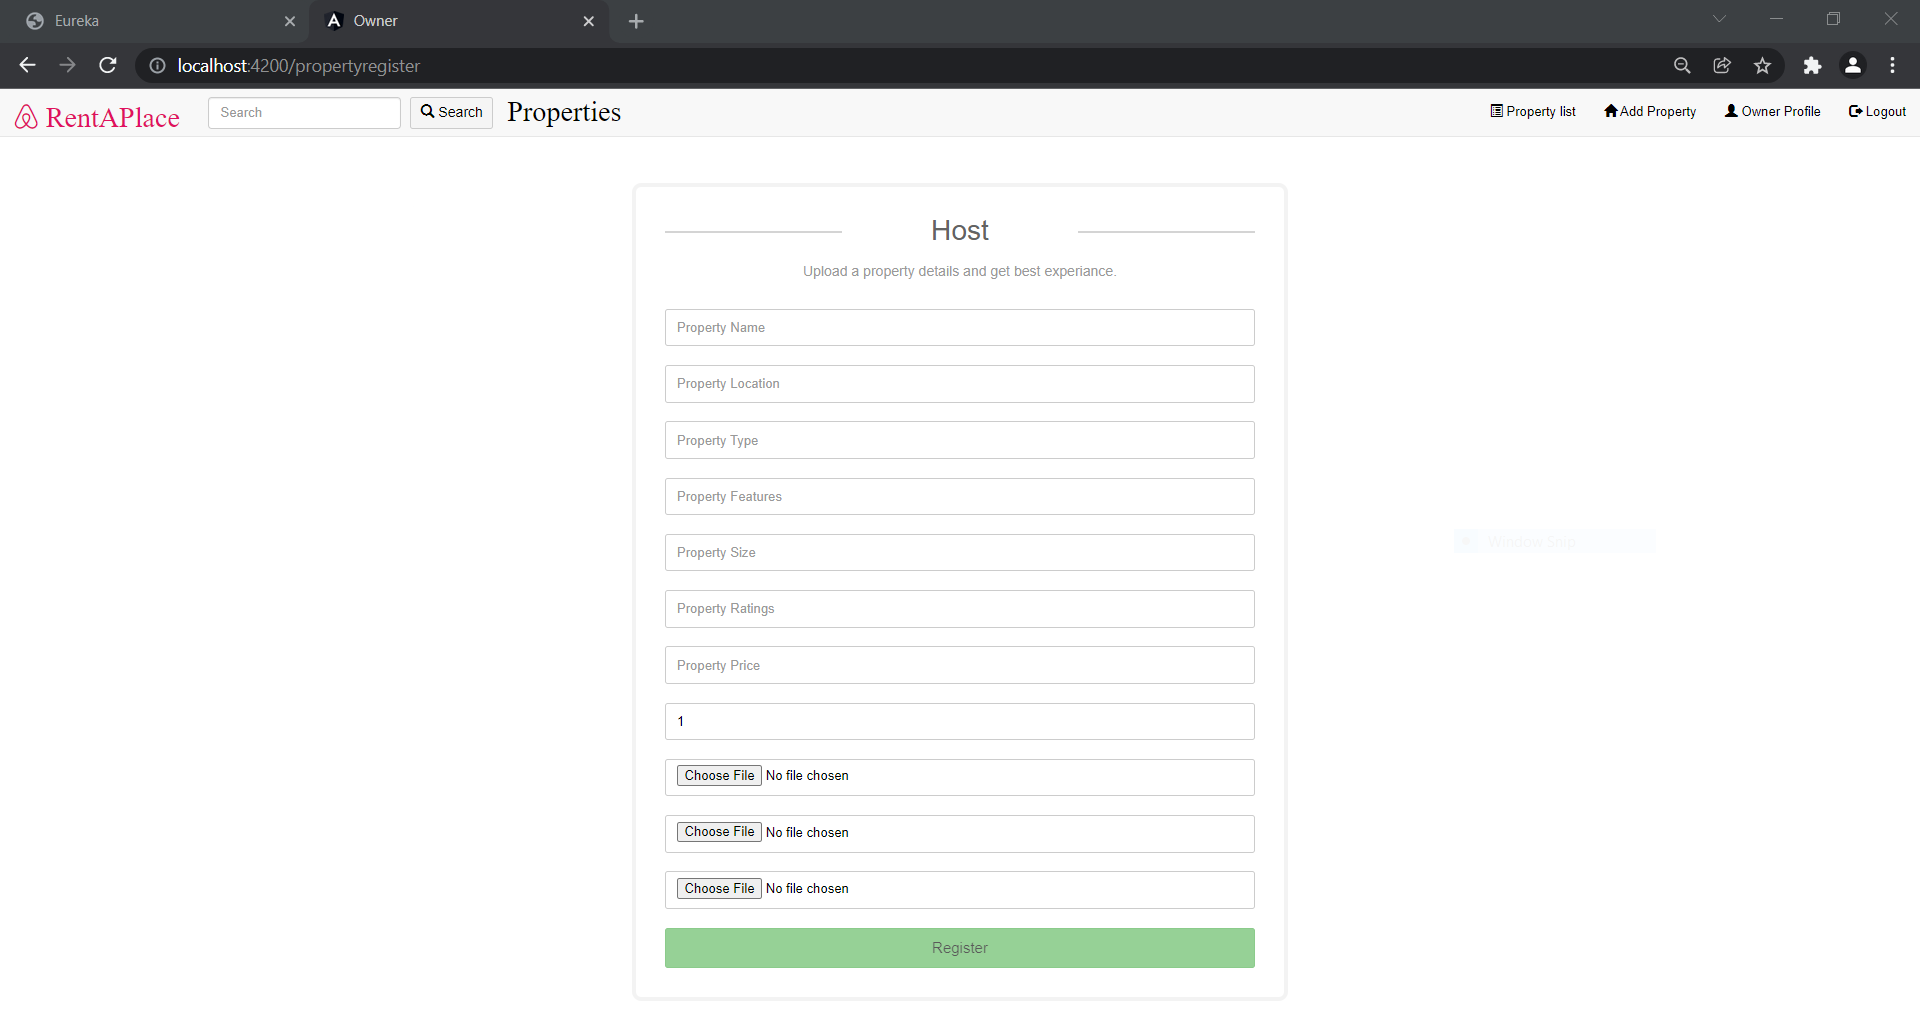 Eureka
Owner
localhost:4200/propertyregister
RentAPlace
Search
Search
Properties
Property list
Add Property
Owner Profile
Logout
Host
Upload a property details and get best experiance.
Property Name
Property Location
Property Type
Property Features
Property Size
Property Ratings
Property Price
1
Choose File No file chosen
Choose File No file chosen
Choose File No file chosen
Register
Window Snip